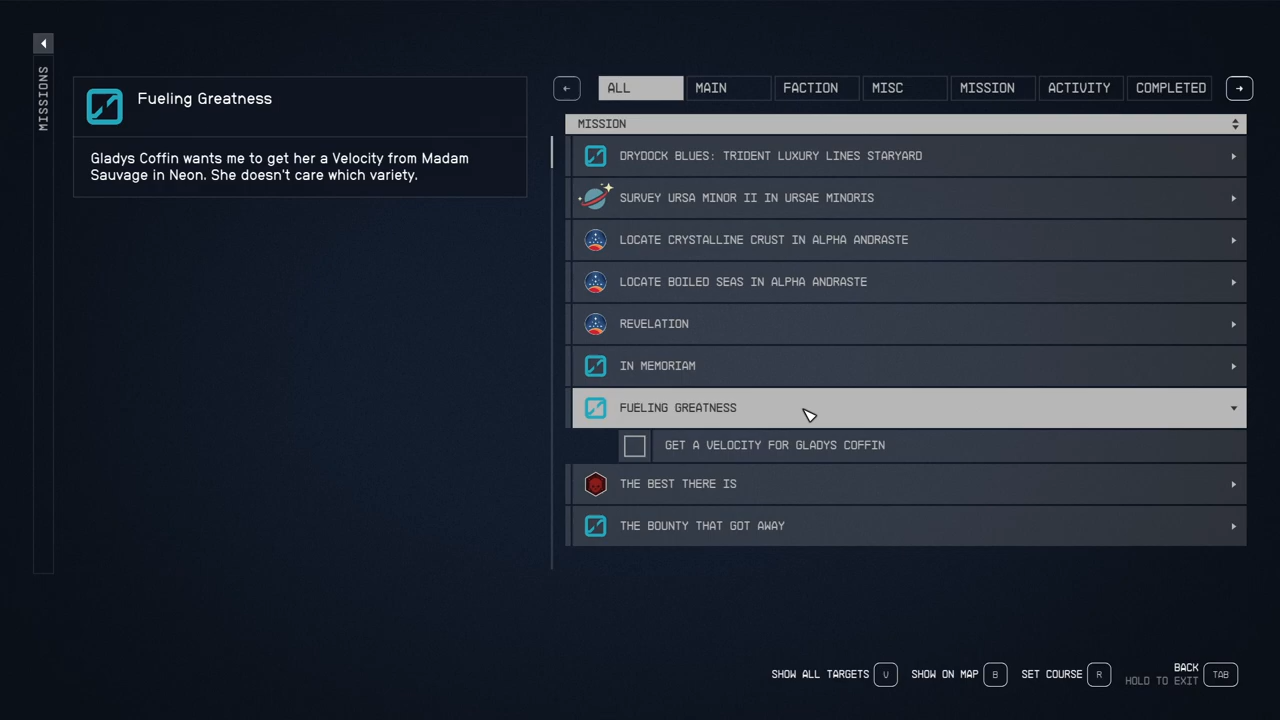 MISSIONS
Fueling Greatness
Gladys Coffin wants me to get her a Velocity from Madam
Sauvage in Neon. She doesn't care which variety.
ALL
MAIN
FACTION
MISC
MISSION
ACTIVITY
COMPLETED
MISSION
DRYDOCK BLUES: TRIDENT LUXURY LINES STARYARD
SURVEY URSA MINOR II IN URSAE MINORIS
LOCATE CRYSTALLINE CRUST IN ALPHA ANDRASTE
LOCATE BOILED SEAS IN ALPHA ANDRASTE
REVELATION
IN MEMORIAM
FUELING GREATNESS
GET A VELOCITY FOR GLADYS COFFIN
THE BEST THERE IS
THE BOUNTY THAT GOT AWAY
SHOW ALL TARGETS V
SHOW ON MAP B
SET COURSE R
BACK
HOLD TO EXIT TAB